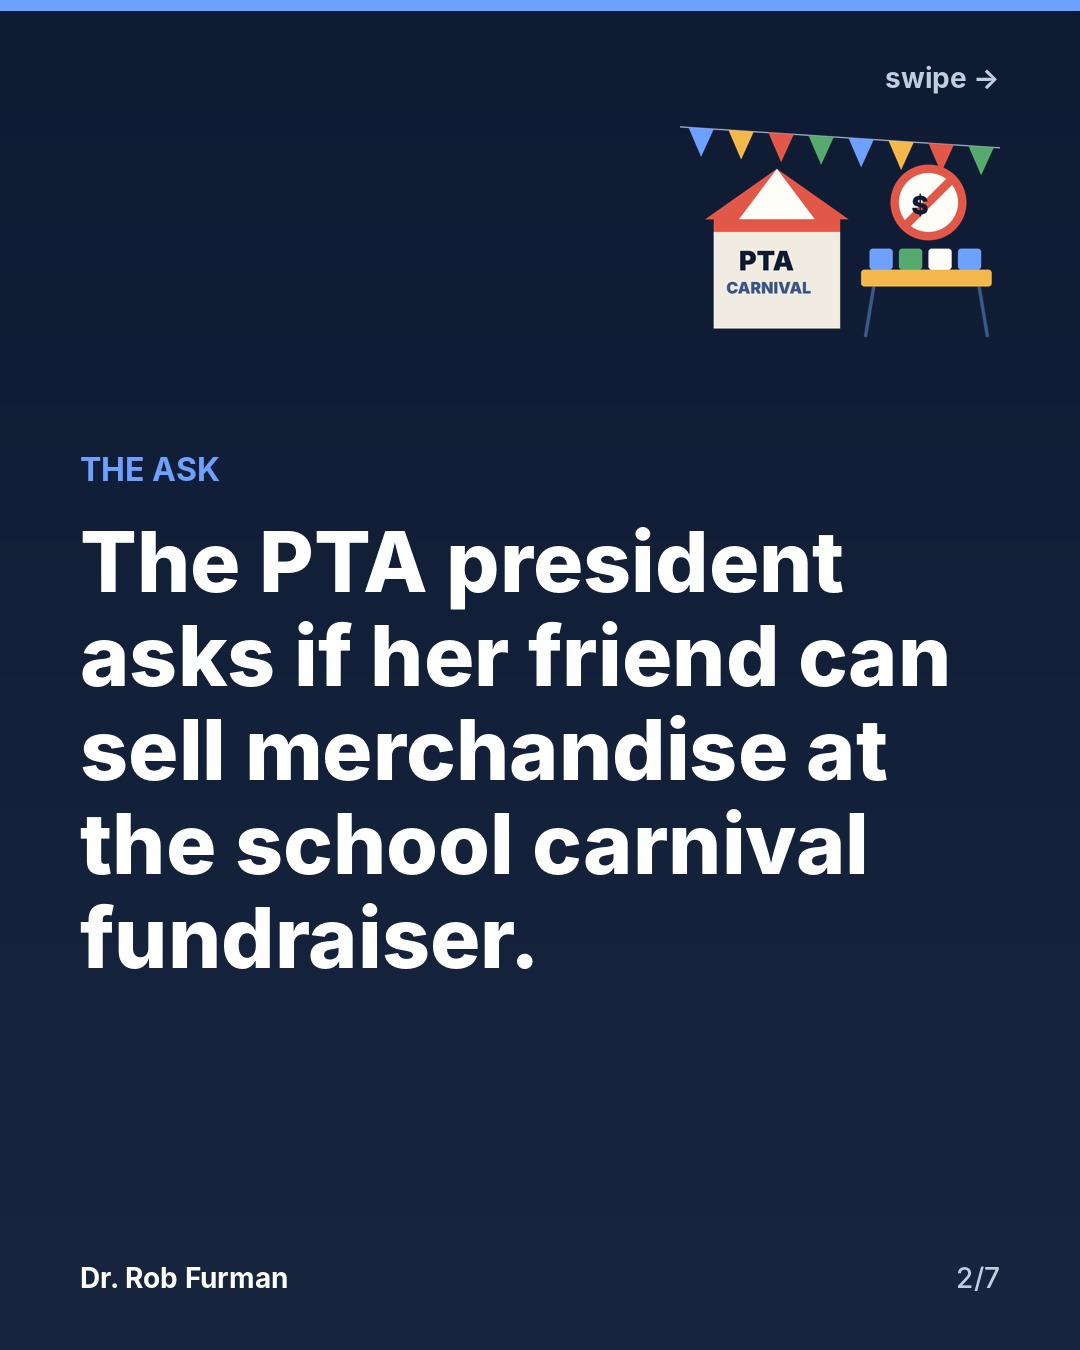 swipe →
$
PTA
CARNIVAL
THE ASK
The PTA president
asks if her friend can
sell merchandise at
the school carnival
fundraiser.
Dr. Rob Furman
2/7